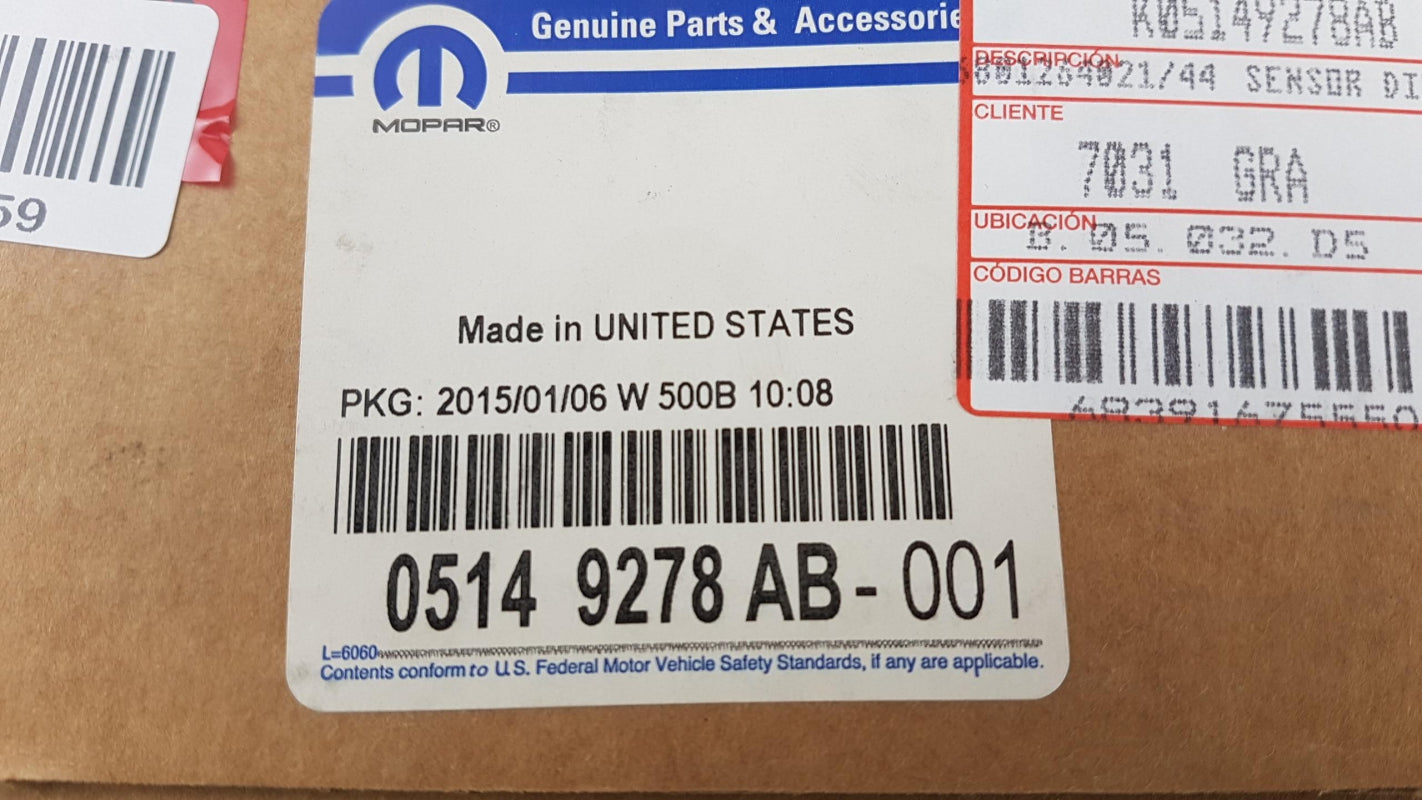 59
Genuine Parts & Accessorie
MOPAR®
Made in UNITED STATES
PKG: 2015/01/06 W 500B 10:08
0514 9278 AB - 001
L=6060
Contents conform to U.S. Federal Motor Vehicle Safety Standards, if any are applicable.
K05149278AB
DESCRIPCIÓN
SENSOR DI
CLIENTE
7031 GRA
UBICACIÓN
B.05.032.D5
CÓDIGO BARRAS